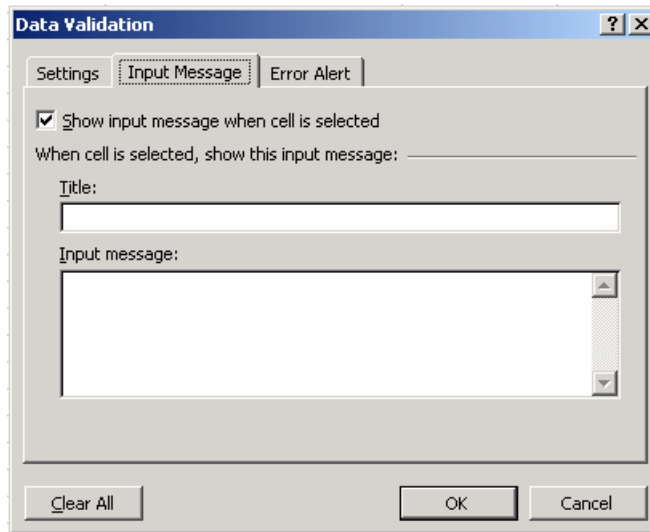 Data Validation
Settings Input Message Error Alert
Show input message when cell is selected
When cell is selected, show this input message:
Title:
Input message:
Clear All OK Cancel